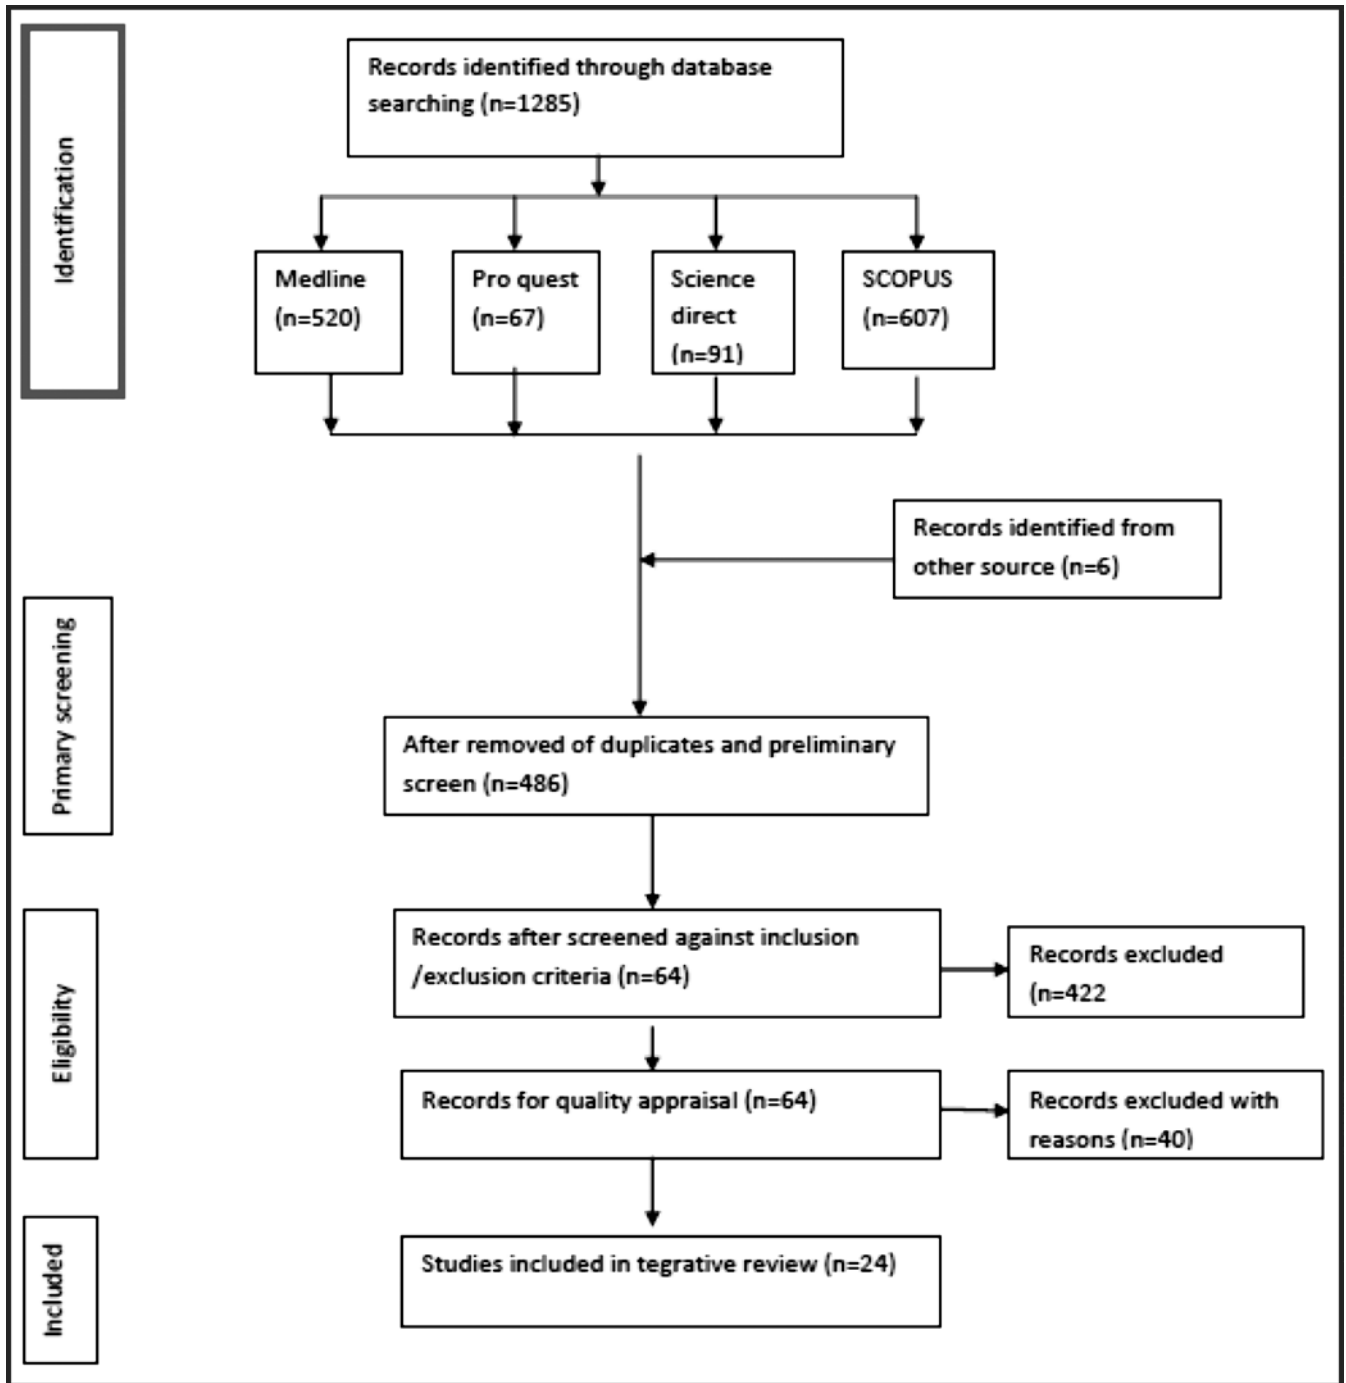 Identification
Records identified through database
searching (n=1285)
Medline
(n=520)
Pro quest
(n=67)
Science
direct
(n=91)
SCOPUS
(n=607)
Records identified from
other source (n=6)
Primary screening
After removed of duplicates and preliminary
screen (n=486)
Eligibility
Records after screened against inclusion
/exclusion criteria (n=64)
Records excluded
(n=422
Records for quality appraisal (n=64)
Records excluded with
reasons (n=40)
Included
Studies included in tegrative review (n=24)